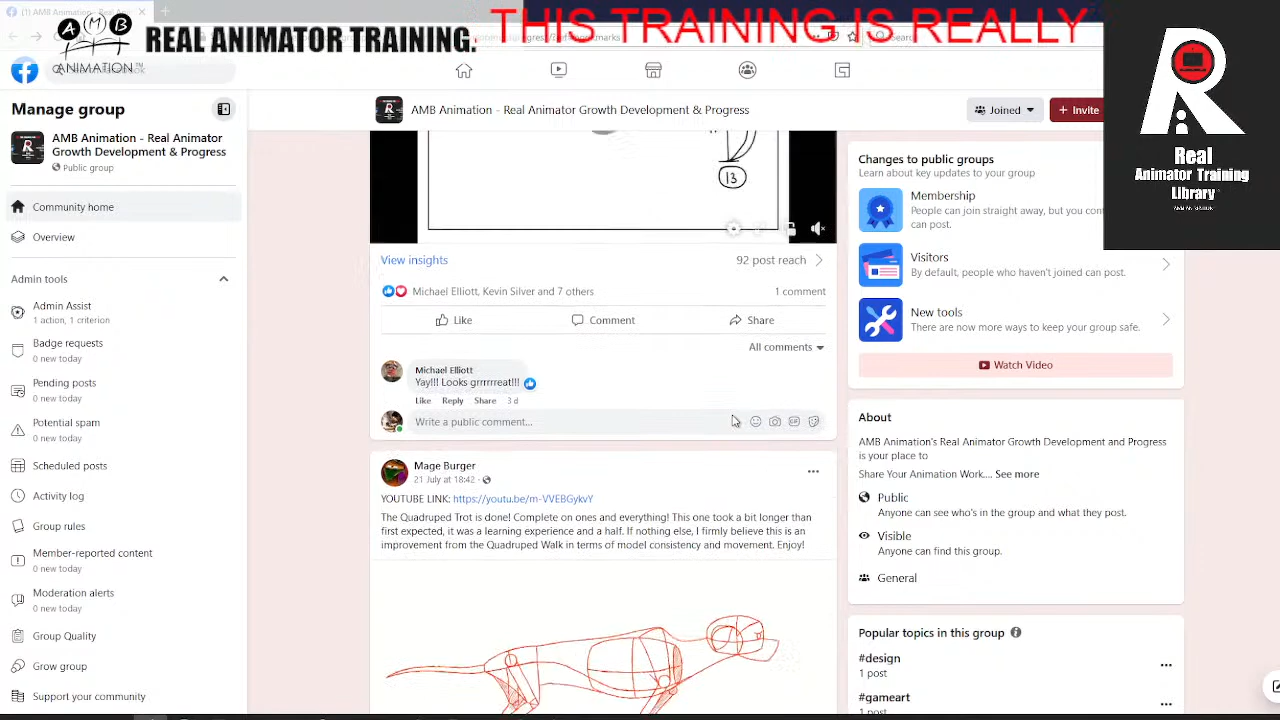 (1) AMB Animation - Real An
AMB
ANIMATION™
REAL ANIMATOR TRAINING.
THIS TRAINING IS REALLY
Manage group
AMB Animation - Real Animator
Growth Development & Progress
Public group
Community home
Overview
Admin tools
Admin Assist
1 action, 1 criterion
Badge requests
0 new today
Pending posts
0 new today
Potential spam
0 new today
Scheduled posts
Activity log
Group rules
Member-reported content
0 new today
Moderation alerts
0 new today
Group Quality
Grow group
Support your community
AMB Animation - Real Animator Growth Development & Progress
Joined
+ Invite
13
View insights
92 post reach
Michael Elliott, Kevin Silver and 7 others
1 comment
Like
Comment
Share
All comments
Michael Elliott
Yay!!! Looks grrrrreat!!!
Like Reply Share 3 d
Write a public comment...
Mage Burger
21 July at 18:42
YOUTUBE LINK: https://youtu.be/m-VVEBGykvY
The Quadruped Trot is done! Complete on ones and everything! This one took a bit longer than
first expected, it was a learning experience and a half. If nothing else, I firmly believe this is an
improvement from the Quadruped Walk in terms of model consistency and movement. Enjoy!
Changes to public groups
Learn about key updates to your group
Membership
People can join straight away, but you cont
can post.
Visitors
By default, people who haven't joined can post.
New tools
There are now more ways to keep your group safe.
Watch Video
About
AMB Animation's Real Animator Growth Development and Progress
is your place to
Share Your Animation Work.... See more
Public
Anyone can see who's in the group and what they post.
Visible
Anyone can find this group.
General
Popular topics in this group
#design
1 post
#gameart
1 post
R
Real
Animator Training
Library